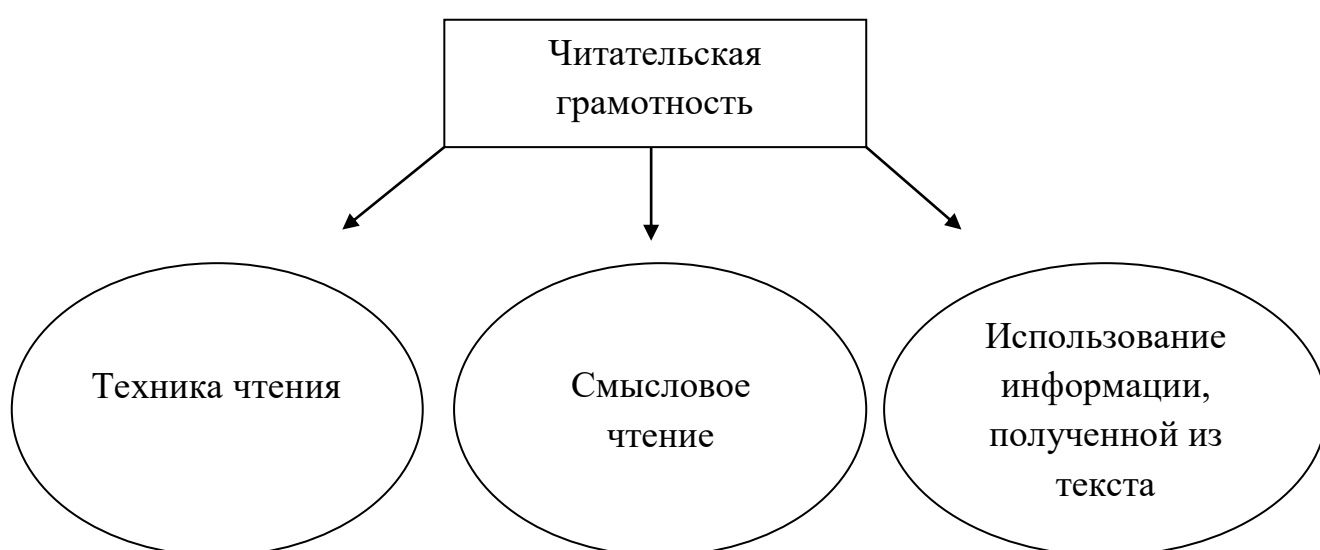 Читательская
грамотность
Техника чтения
Смысловое
чтение
Использование
информации,
полученной из
текста